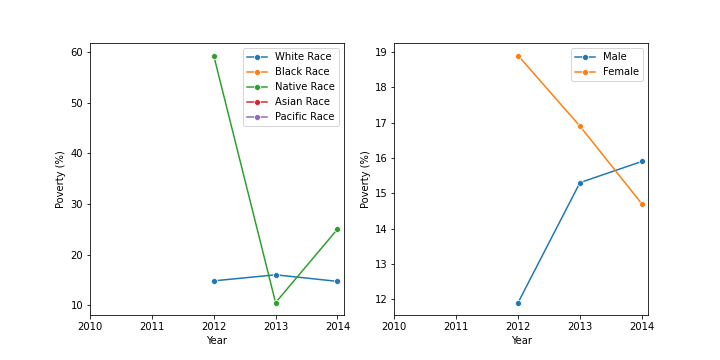 60
50
40
30
20
10
Poverty (%)
2010 2011 2012 2013 2014
Year
White Race
Black Race
Native Race
Asian Race
Pacific Race
19
18
17
16
15
14
13
12
Poverty (%)
2010 2011 2012 2013 2014
Year
Male
Female